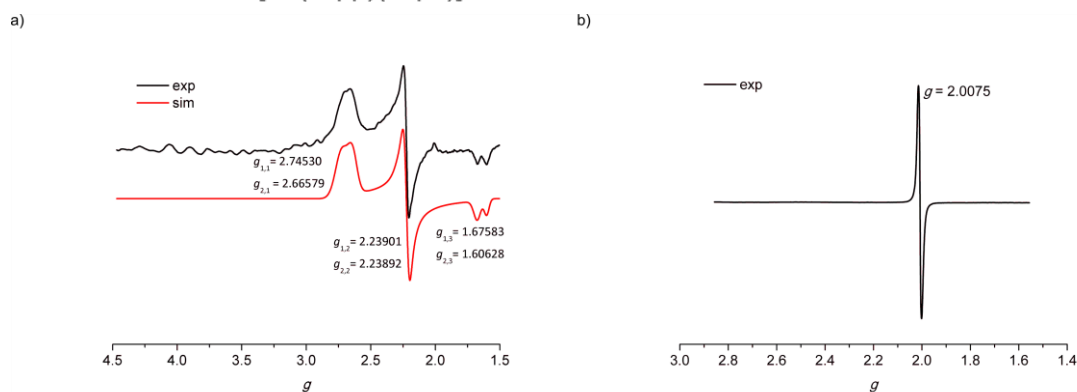 a)
exp
sim
g1,1= 2.74530
g2,1= 2.66579
g1,2= 2.23901
g2,2= 2.23892
g1,3= 1.67583
g2,3= 1.60628
4.5 4.0 3.5 3.0 2.5 2.0 1.5
g
b)
exp
g = 2.0075
3.0 2.8 2.6 2.4 2.2 2.0 1.8 1.6 1.4
g